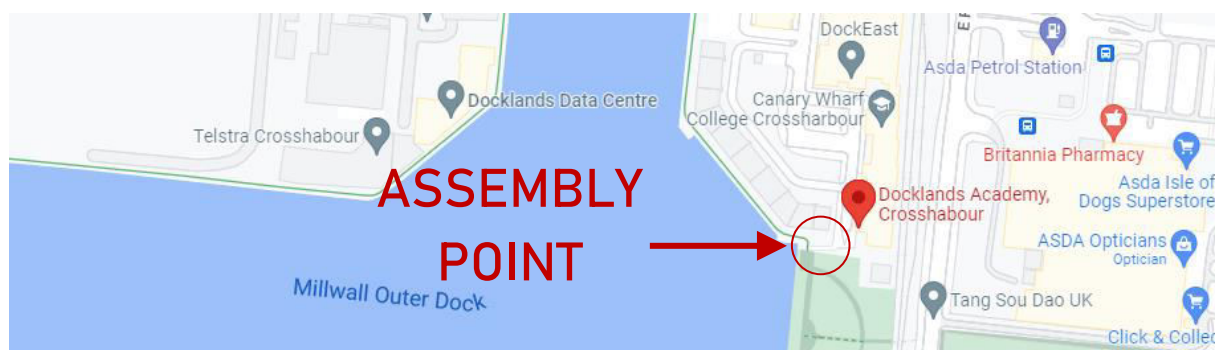 DockEast
Asda Petrol Station
Docklands Data Centre
Canary Wharf
College Crossharbour
Telstra Crosshabour
Britannia Pharmacy
ASSEMBLY
POINT
Docklands Academy,
Crosshabour
Asda Isle of
Dogs Superstore
ASDA Opticians
Optician
Millwall Outer Dock
Tang Sou Dao UK
Click & Collec